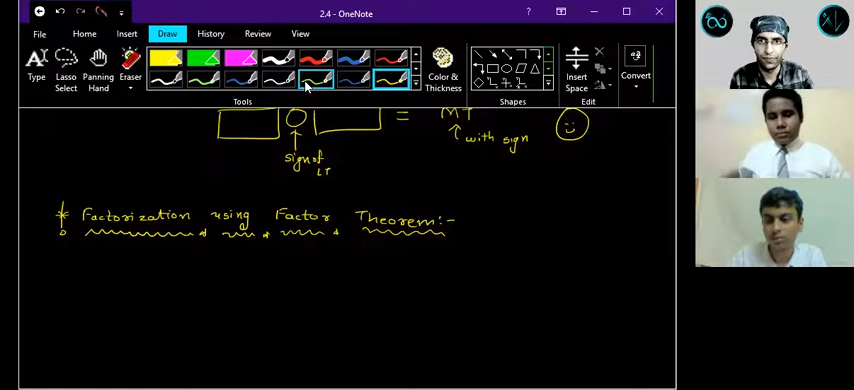 2.4 - OneNote
?
File Home Insert Draw History Review View
Type Lasso Select Panning Hand Eraser Color & Thickness Insert Space Convert
Tools Shapes Edit
= MT
with sign
sign of
LT
* Factorization using Factor Theorem:-